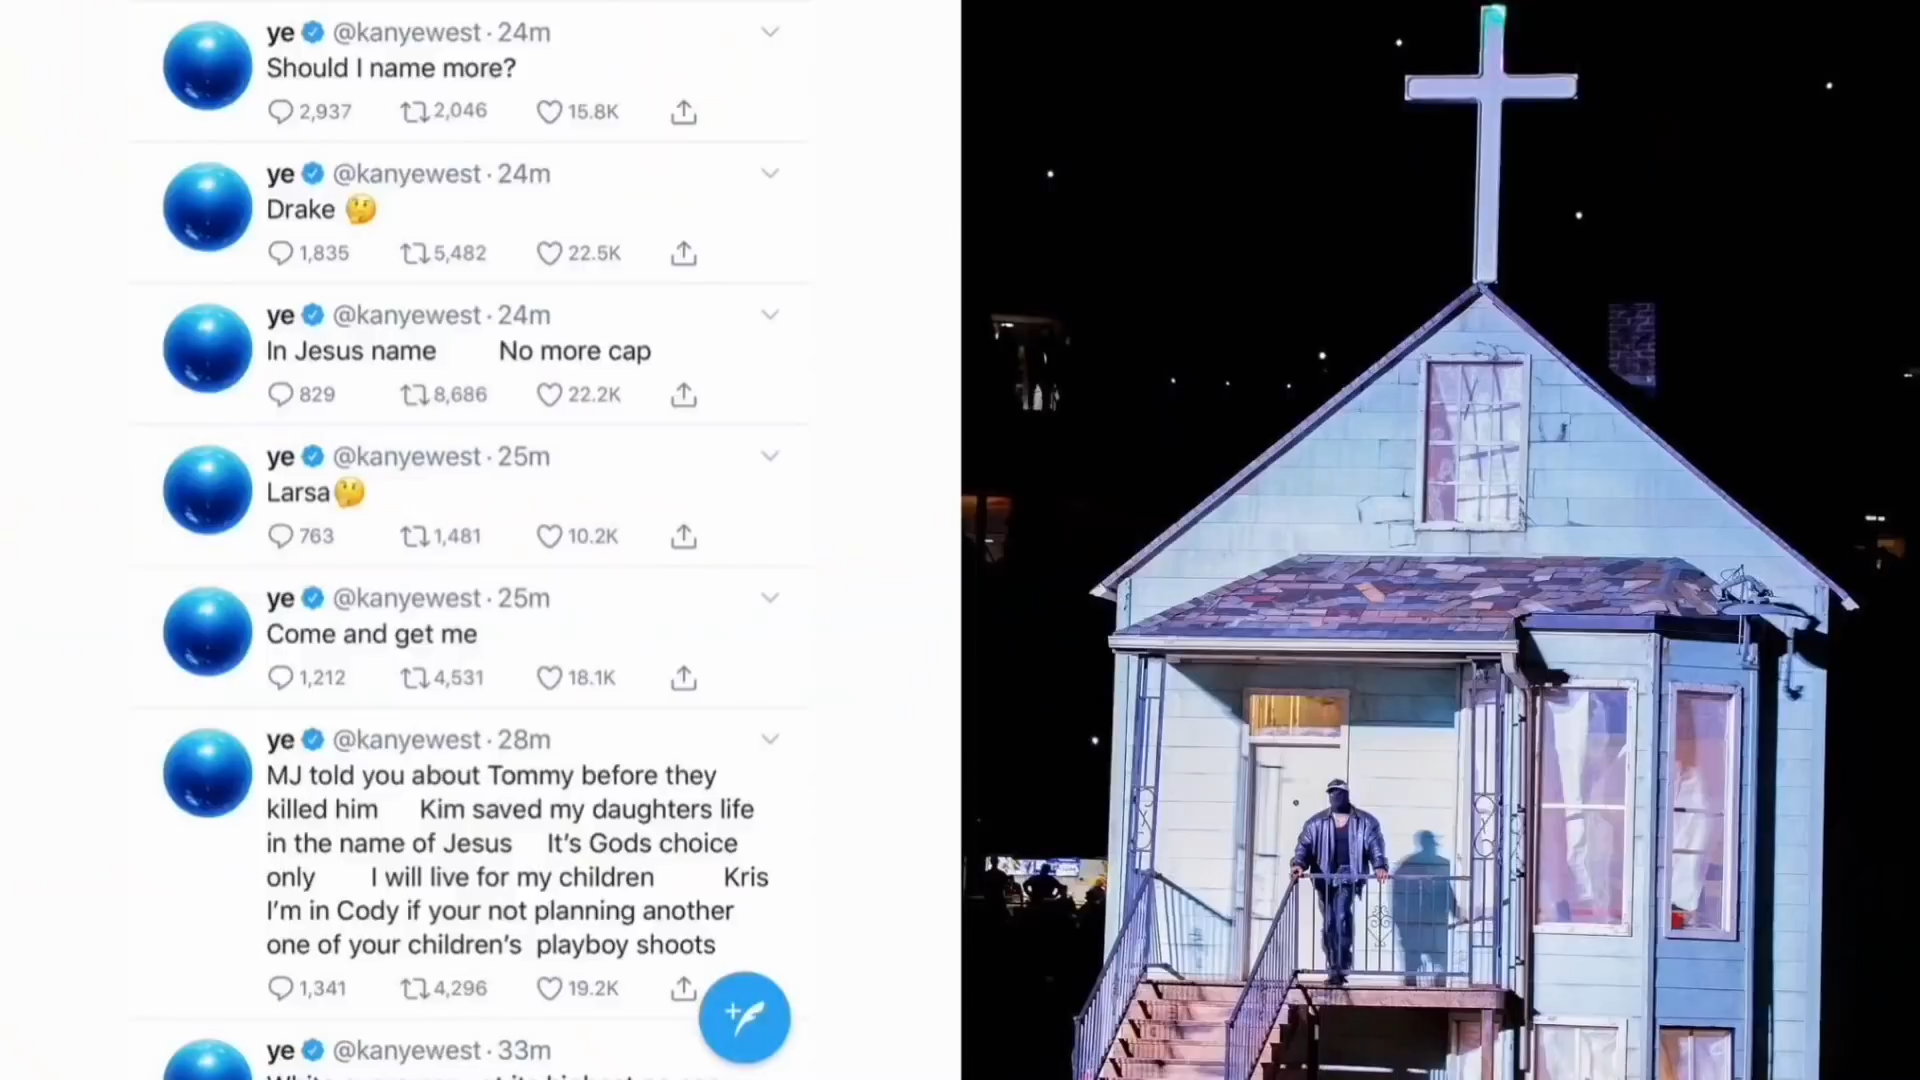 ye @kanyewest · 24m
Should I name more?
2,937 2,046 15.8K
ye @kanyewest · 24m
Drake 🤔
1,835 5,482 22.5K
ye @kanyewest · 24m
In Jesus name No more cap
829 8,686 22.2K
ye @kanyewest · 25m
Larsa🤔
763 1,481 10.2K
ye @kanyewest · 25m
Come and get me
1,212 4,531 18.1K
ye @kanyewest · 28m
MJ told you about Tommy before they
killed him Kim saved my daughters life
in the name of Jesus It's Gods choice
only I will live for my children Kris
I'm in Cody if your not planning another
one of your children's playboy shoots
1,341 4,296 19.2K
ye @kanyewest · 33m